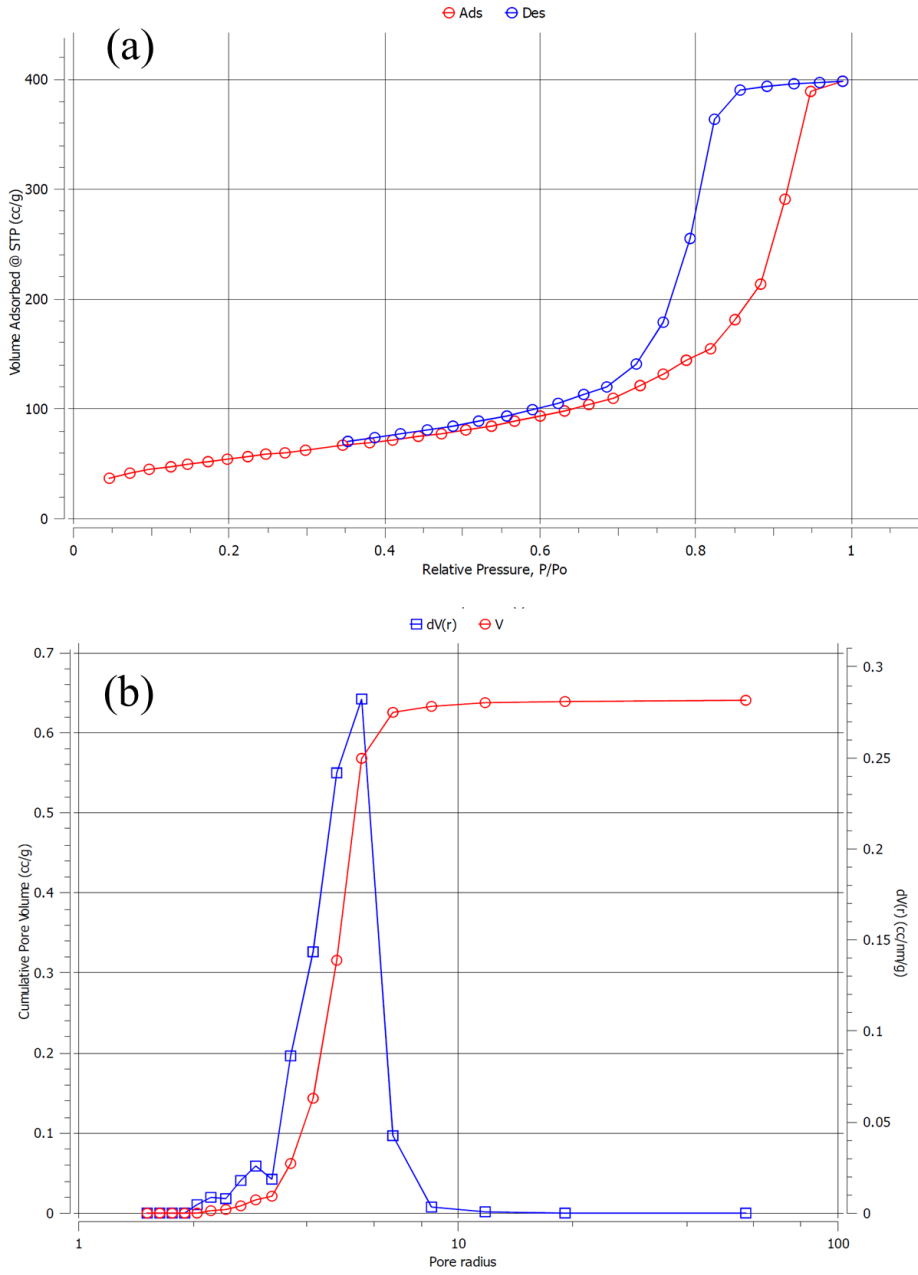 Ads Des
(a)
Volume Adsorbed @ STP (cc/g)
400
300
200
100
0
0 0.2 0.4 0.6 0.8 1
Relative Pressure, P/Po
dV(r) V
(b)
Cumulative Pore Volume (cc/g)
0.7
0.6
0.5
0.4
0.3
0.2
0.1
0
dV(r) (cc/nm/g)
0.3
0.25
0.2
0.15
0.1
0.05
0
1 10 100
Pore radius